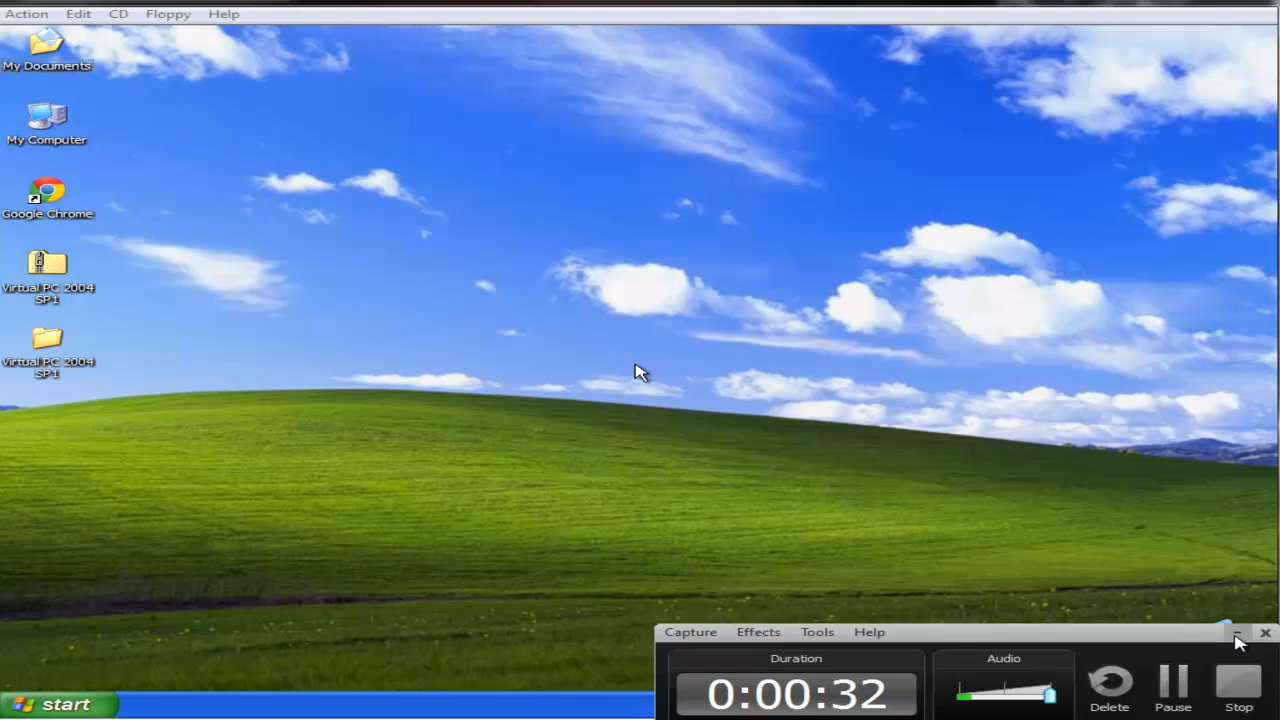 Action Edit CD Floppy Help
My Documents
My Computer
Google Chrome
Virtual PC 2004
SP1
Virtual PC 2004
SP1
Capture Effects Tools Help
Duration
Audio
0:00:32
Delete Pause Stop
start